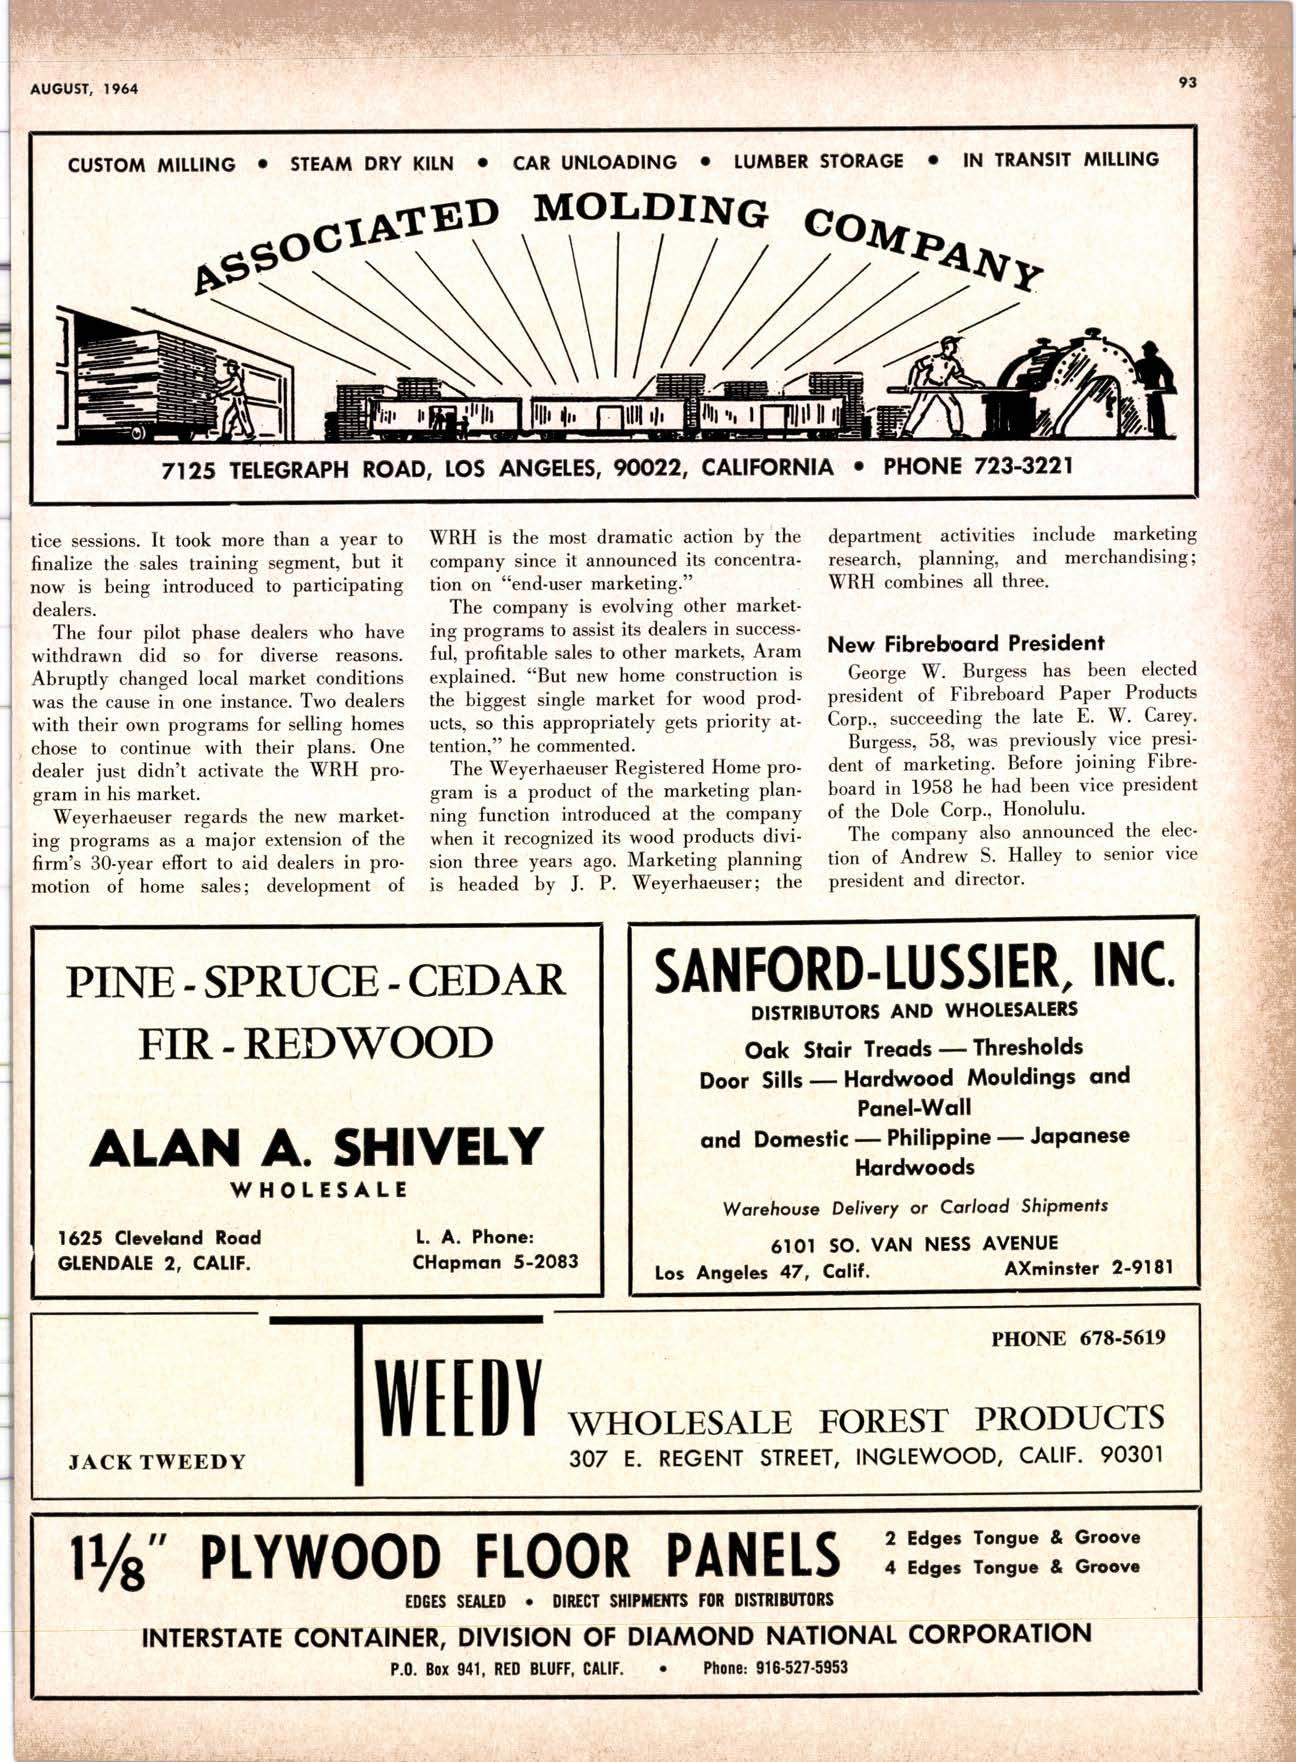 AUGUST, 1964
93
CUSTOM MILLING • STEAM DRY KILN • CAR UNLOADING • LUMBER STORAGE • IN TRANSIT MILLING
ASSOCIATED MOLDING COMPANY
7125 TELEGRAPH ROAD, LOS ANGELES, 90022, CALIFORNIA • PHONE 723-3221
tice sessions. It took more than a year to
finalize the sales training segment, but it
now is being introduced to participating
dealers.
The four pilot phase dealers who have
withdrawn did so for diverse reasons.
Abruptly changed local market conditions
was the cause in one instance. Two dealers
with their own programs for selling homes
chose to continue with their plans. One
dealer just didn't activate the WRH pro-
gram in his market.
Weyerhaeuser regards the new market-
ing programs as a major extension of the
firm's 30-year effort to aid dealers in pro-
motion of home sales; development of
WRH is the most dramatic action by the
company since it announced its concentra-
tion on "end-user marketing."
The company is evolving other market-
ing programs to assist its dealers in success-
ful, profitable sales to other markets, Aram
explained. "But new home construction is
the biggest single market for wood prod-
ucts, so this appropriately gets priority at-
tention," he commented.
The Weyerhaeuser Registered Home pro-
gram is a product of the marketing plan-
ning function introduced at the company
when it recognized its wood products divi-
sion three years ago. Marketing planning
is headed by J. P. Weyerhaeuser; the
department activities include marketing
research, planning, and merchandising;
WRH combines all three.
New Fibreboard President
George W. Burgess has been elected
president of Fibreboard Paper Products
Corp., succeeding the late E. W. Carey.
Burgess, 58, was previously vice presi-
dent of marketing. Before joining Fibre-
board in 1958 he had been vice president
of the Dole Corp., Honolulu.
The company also announced the elec-
tion of Andrew S. Halley to senior vice
president and director.
PINE - SPRUCE - CEDAR
FIR - REDWOOD
ALAN A. SHIVELY
WHOLESALE
1625 Cleveland Road
GLENDALE 2, CALIF.
L. A. Phone:
CHapman 5-2083
SANFORD-LUSSIER, INC.
DISTRIBUTORS AND WHOLESALERS
Oak Stair Treads — Thresholds
Door Sills — Hardwood Mouldings and
Panel-Wall
and Domestic — Philippine — Japanese
Hardwoods
Warehouse Delivery or Carload Shipments
6101 SO. VAN NESS AVENUE
Los Angeles 47, Calif. AXminster 2-9181
PHONE 678-5619
TWEEDY
WHOLESALE FOREST PRODUCTS
JACK TWEEDY
307 E. REGENT STREET, INGLEWOOD, CALIF. 90301
1 1/8" PLYWOOD FLOOR PANELS
2 Edges Tongue & Groove
4 Edges Tongue & Groove
EDGES SEALED • DIRECT SHIPMENTS FOR DISTRIBUTORS
INTERSTATE CONTAINER, DIVISION OF DIAMOND NATIONAL CORPORATION
P.O. Box 941, RED BLUFF, CALIF. • Phone: 916-527-5953